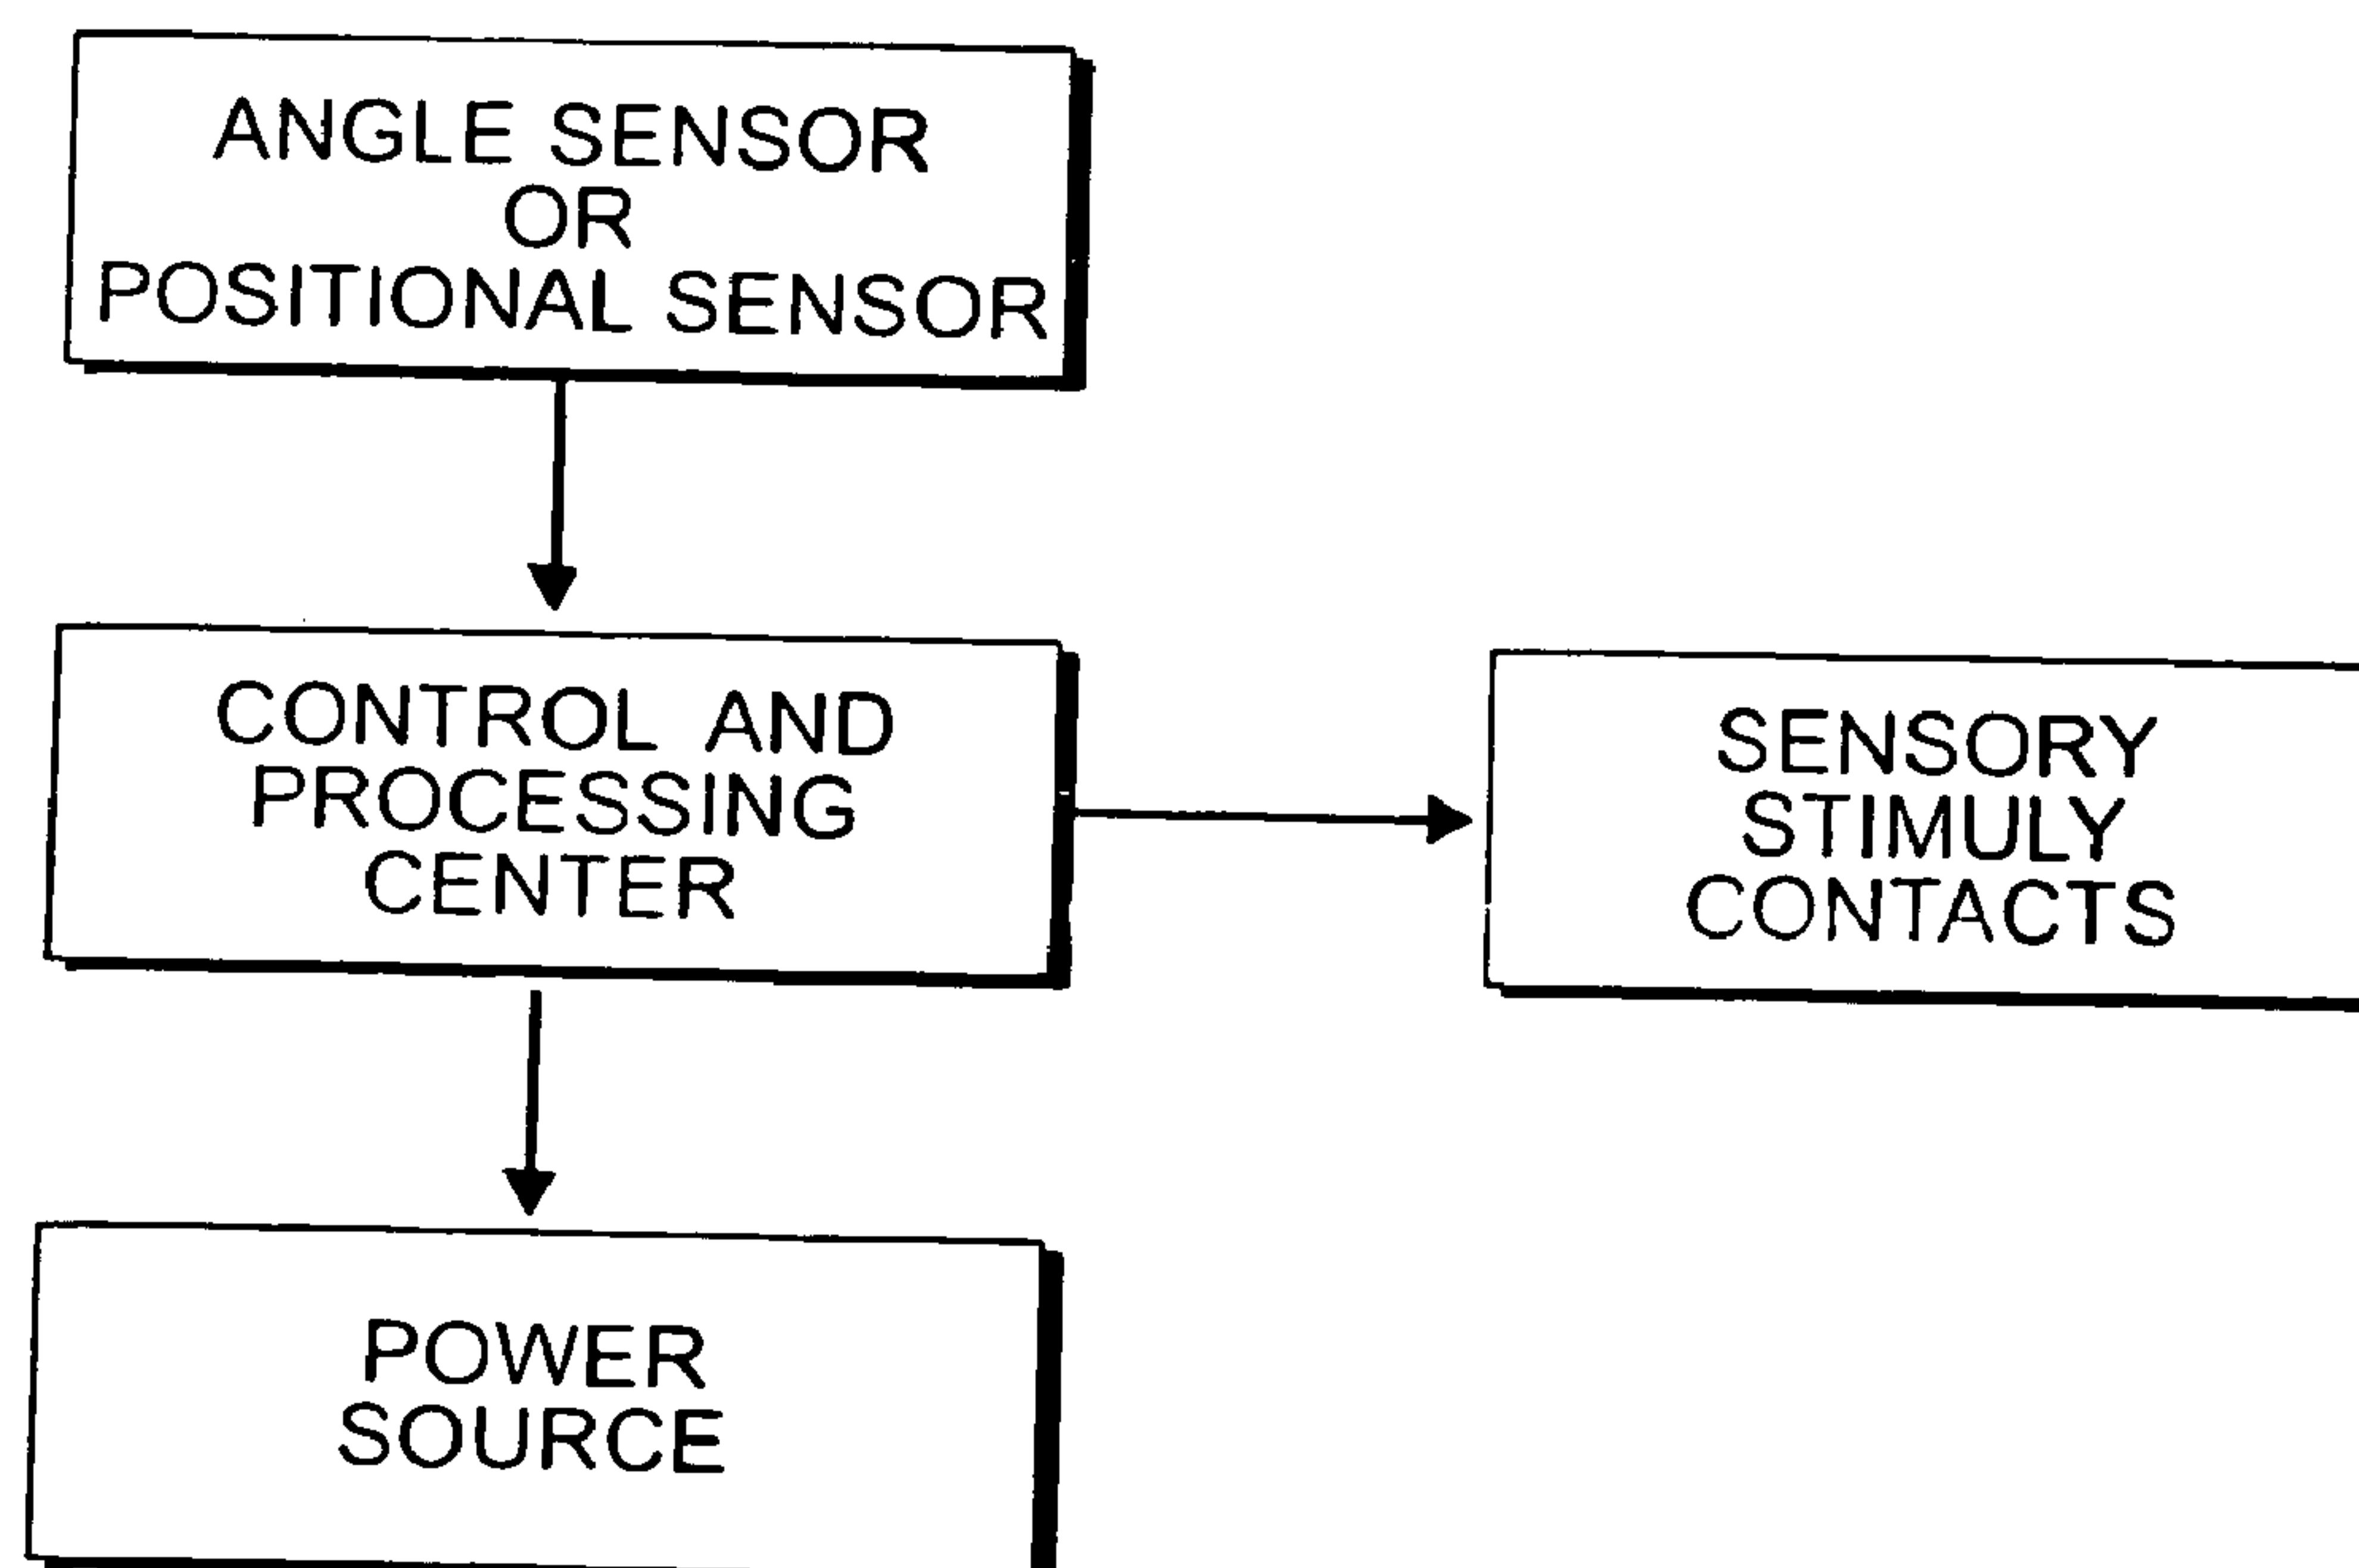 ANGLE SENSOR
OR
POSITIONAL SENSOR
CONTROL AND
PROCESSING
CENTER
SENSORY
STIMULY
CONTACTS
POWER
SOURCE